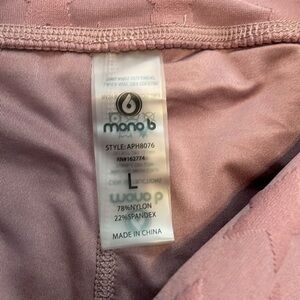 mono b
STYLE: APH8076
RN#162774
L
78%NYLON
22%SPANDEX
MADE IN CHINA